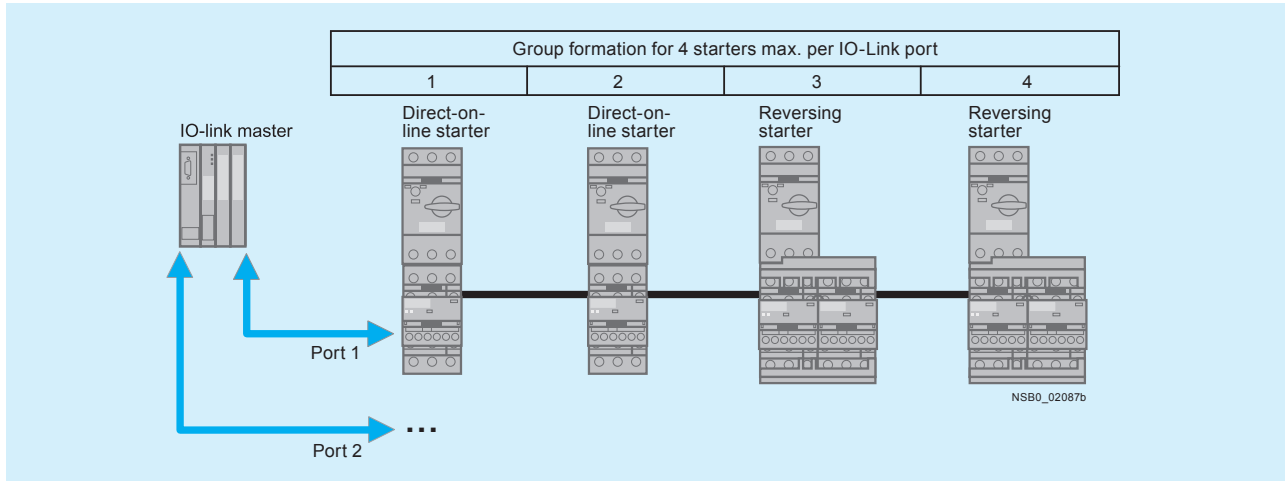 Group formation for 4 starters max. per IO-Link port
1 2 3 4
IO-link master
Direct-on-
line starter
Direct-on-
line starter
Reversing
starter
Reversing
starter
Port 1
NSB0_02087b
...
Port 2